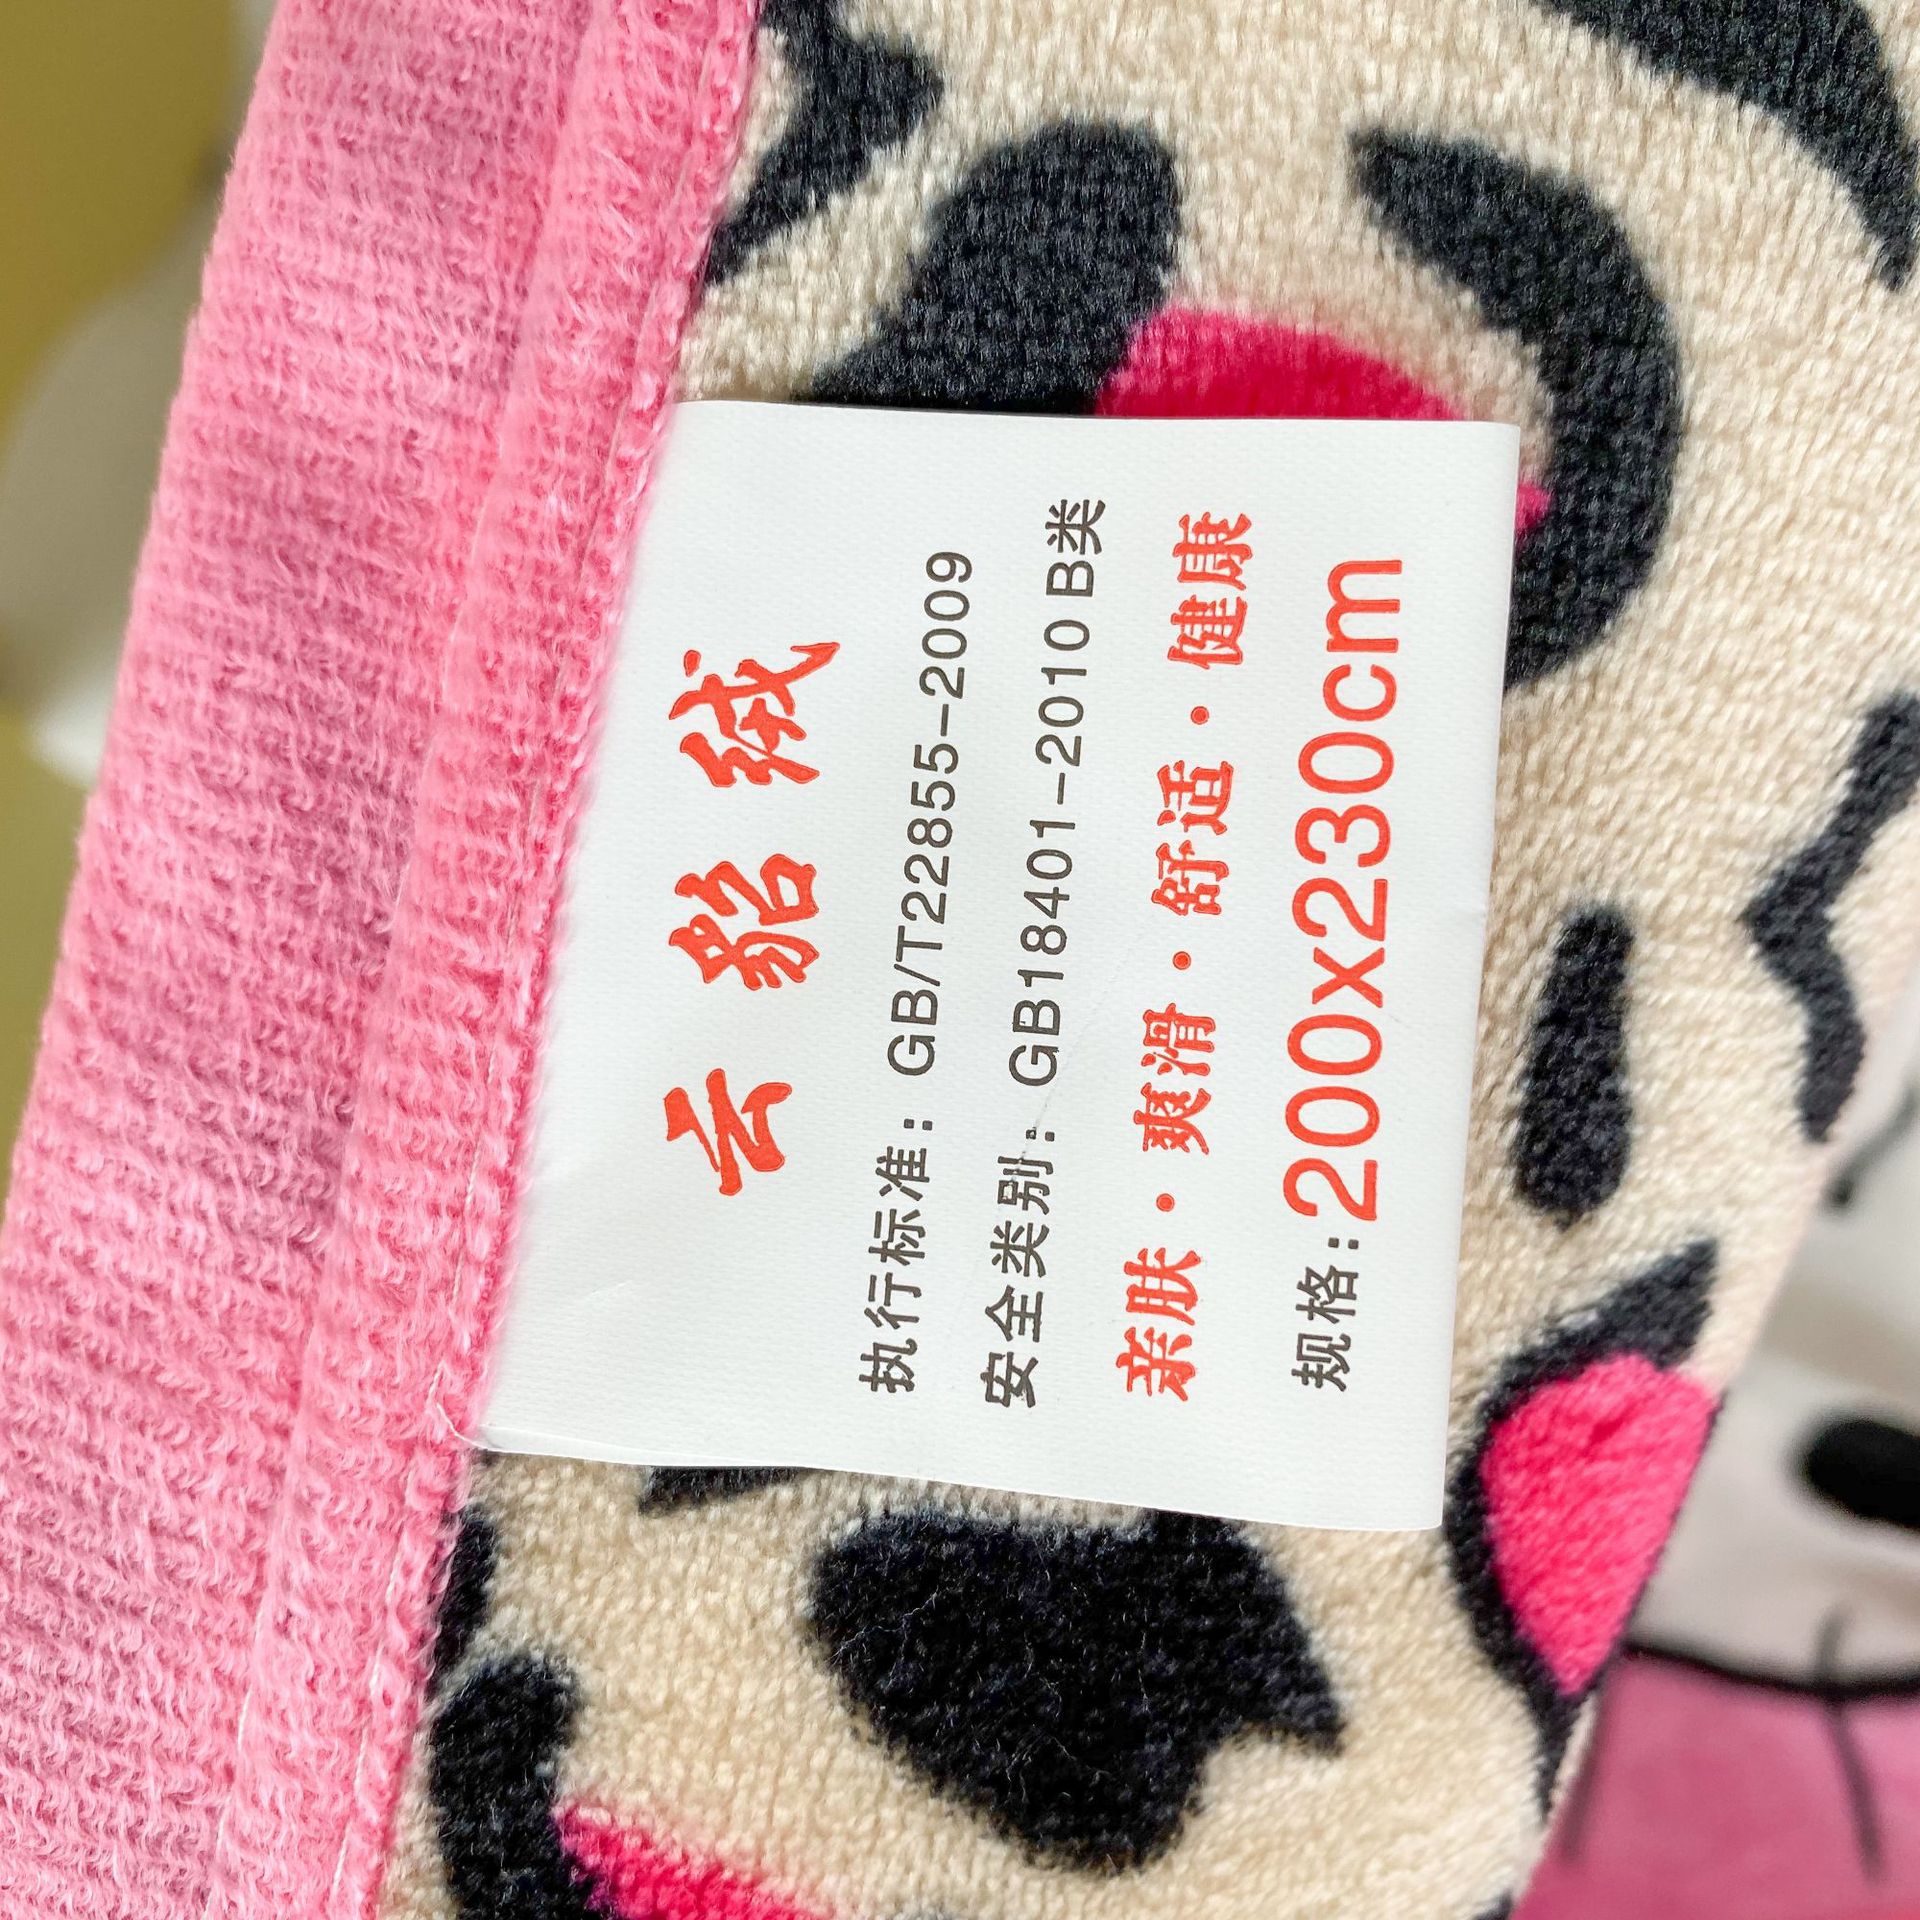 云貂绒
执行标准：GB/T22855-2009
安全类别：GB18401-2010 B类
亲肤·爽滑·舒适·健康
规格：200x230cm